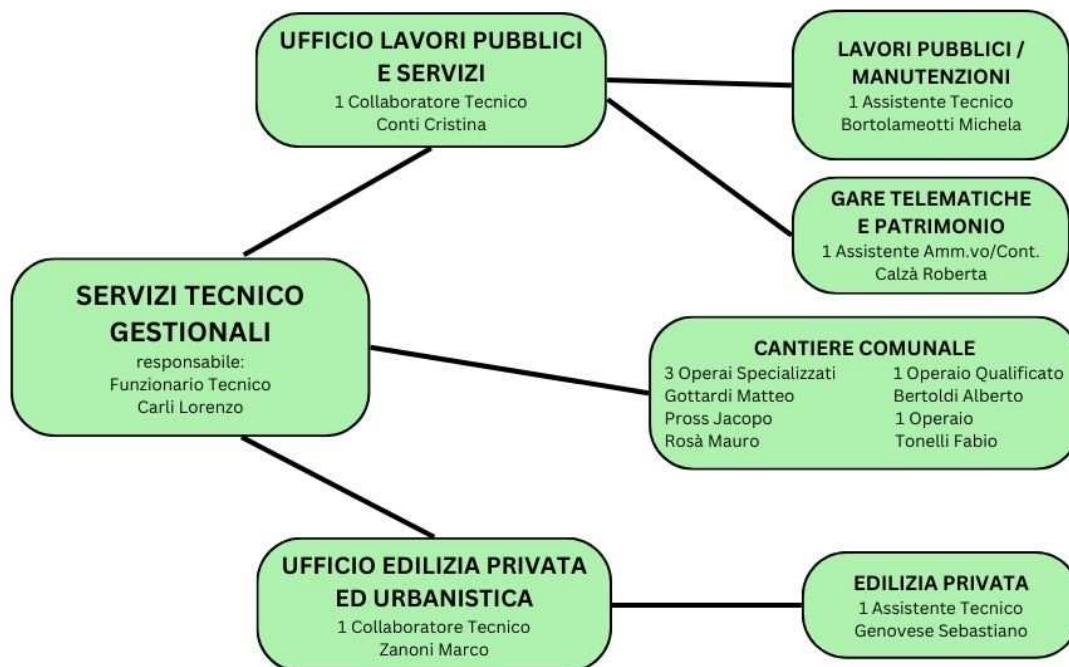 UFFICIO LAVORI PUBBLICI
E SERVIZI
1 Collaboratore Tecnico
Conti Cristina
LAVORI PUBBLICI /
MANUTENZIONI
1 Assistente Tecnico
Bortolameotti Michela
GARE TELEMATICHE
E PATRIMONIO
1 Assistente Amm.vo/Cont.
Calzà Roberta
SERVIZI TECNICO
GESTIONALI
responsabile:
Funzionario Tecnico
Carli Lorenzo
CANTIERE COMUNALE
3 Operai Specializzati
Gottardi Matteo
Pross Jacopo
Rosà Mauro
1 Operaio Qualificato
Bertoldi Alberto
1 Operaio
Tonelli Fabio
UFFICIO EDILIZIA PRIVATA
ED URBANISTICA
1 Collaboratore Tecnico
Zanoni Marco
EDILIZIA PRIVATA
1 Assistente Tecnico
Genovese Sebastiano